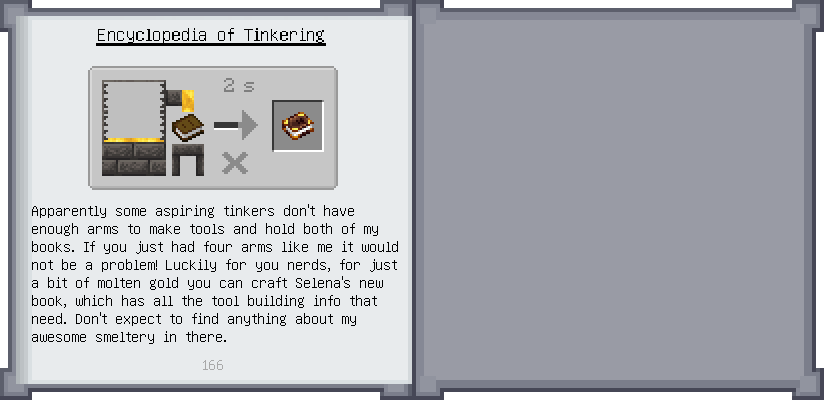 Encyclopedia of Tinkering
2 s
Apparently some aspiring tinkers don't have
enough arms to make tools and hold both of my
books. If you just had four arms like me it would
not be a problem! Luckily for you nerds, for just
a bit of molten gold you can craft Selena's new
book, which has all the tool building info that
need. Don't expect to find anything about my
awesome smeltery in there.
166